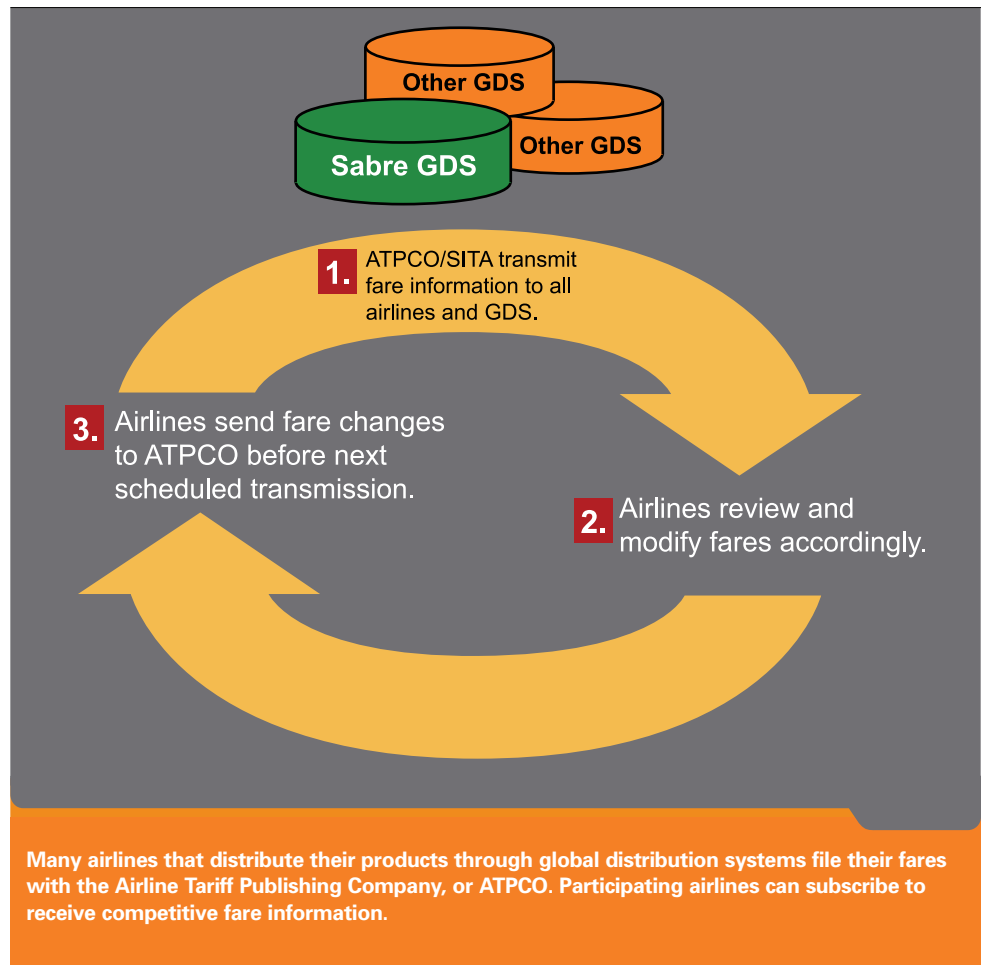 Other GDS
Other GDS
Sabre GDS
1. ATPCO/SITA transmit
fare information to all
airlines and GDS.
3. Airlines send fare changes
to ATPCO before next
scheduled transmission.
2. Airlines review and
modify fares accordingly.
Many airlines that distribute their products through global distribution systems file their fares
with the Airline Tariff Publishing Company, or ATPCO. Participating airlines can subscribe to
receive competitive fare information.